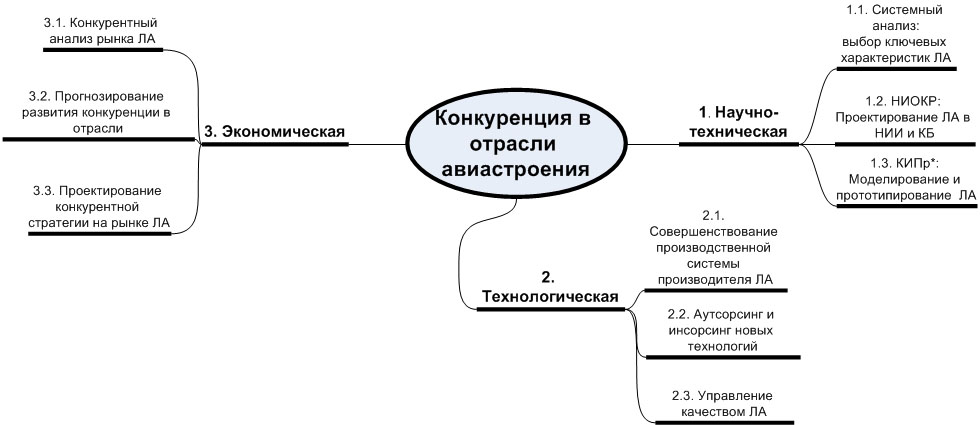 Конкуренция в
отрасли
авиастроения
1. Научно-
техническая
1.1. Системный
анализ:
выбор ключевых
характеристик ЛА
1.2. НИОКР:
Проектирование ЛА в
НИИ и КБ
1.3. КИПр*:
Моделирование и
прототипирование ЛА
2.
Технологическая
2.1.
Совершенствование
производственной
системы
производителя ЛА
2.2. Аутсорсинг и
инсорсинг новых
технологий
2.3. Управление
качеством ЛА
3. Экономическая
3.1. Конкурентный
анализ рынка ЛА
3.2. Прогнозирование
развития конкуренции в
отрасли
3.3. Проектирование
конкурентной
стратегии на рынке ЛА